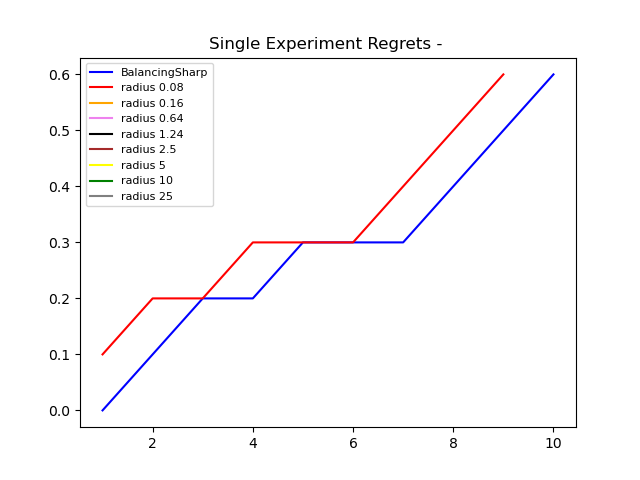 Single Experiment Regrets -
BalancingSharp
radius 0.08
radius 0.16
radius 0.64
radius 1.24
radius 2.5
radius 5
radius 10
radius 25
0.6
0.5
0.4
0.3
0.2
0.1
0.0
2 4 6 8 10